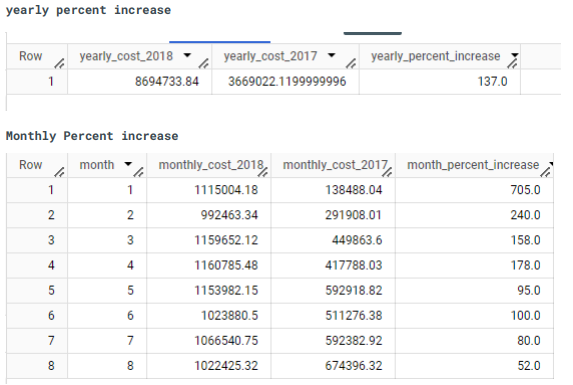 yearly percent increase
Row yearly_cost_2018 yearly_cost_2017 yearly_percent_increase
1 8694733.84 3669022.1199999996 137.0
Monthly Percent increase
Row month monthly_cost_2018 monthly_cost_2017 month_percent_increase
1 1 1115004.18 138488.04 705.0
2 2 992463.34 291908.01 240.0
3 3 1159652.12 449863.6 158.0
4 4 1160785.48 417788.03 178.0
5 5 1153982.15 592918.82 95.0
6 6 1023880.5 511276.38 100.0
7 7 1066540.75 592382.92 80.0
8 8 1022425.32 674396.32 52.0